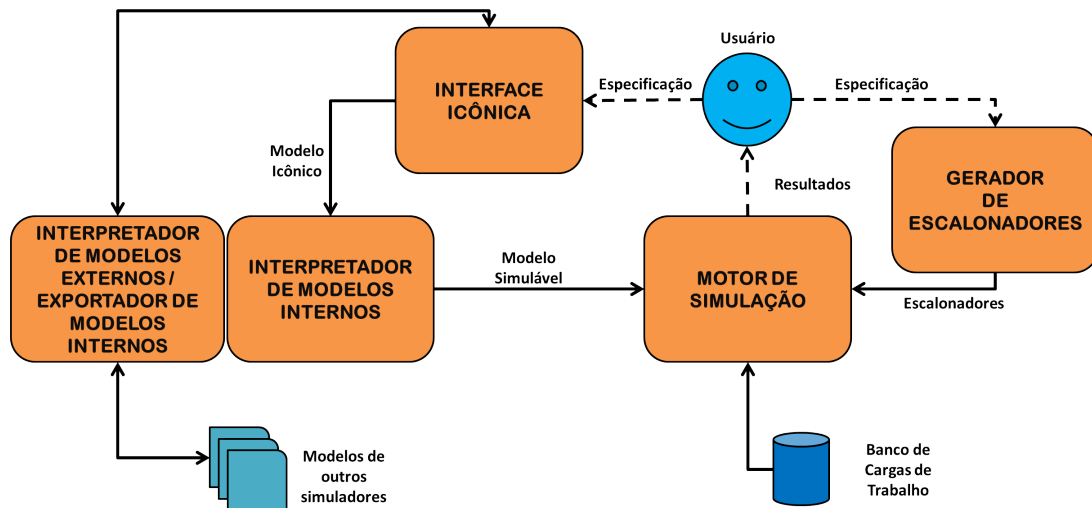 Usuário
Especificação
Especificação
INTERFACE
ICÔNICA
Modelo
Icônico
Resultados
GERADOR
DE
ESCALONADORES
INTERPRETADOR
DE MODELOS
EXTERNOS /
EXPORTADOR DE
MODELOS
INTERNOS
INTERPRETADOR
DE MODELOS
INTERNOS
Modelo
Simulável
MOTOR DE
SIMULAÇÃO
Escalonadores
Modelos de
outros
simuladores
Banco de
Cargas de
Trabalho